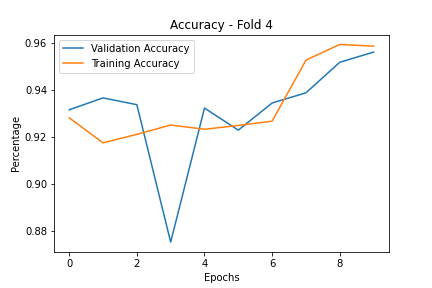 Accuracy - Fold 4
Validation Accuracy
Training Accuracy
Percentage
0.96
0.94
0.92
0.90
0.88
0 2 4 6 8
Epochs